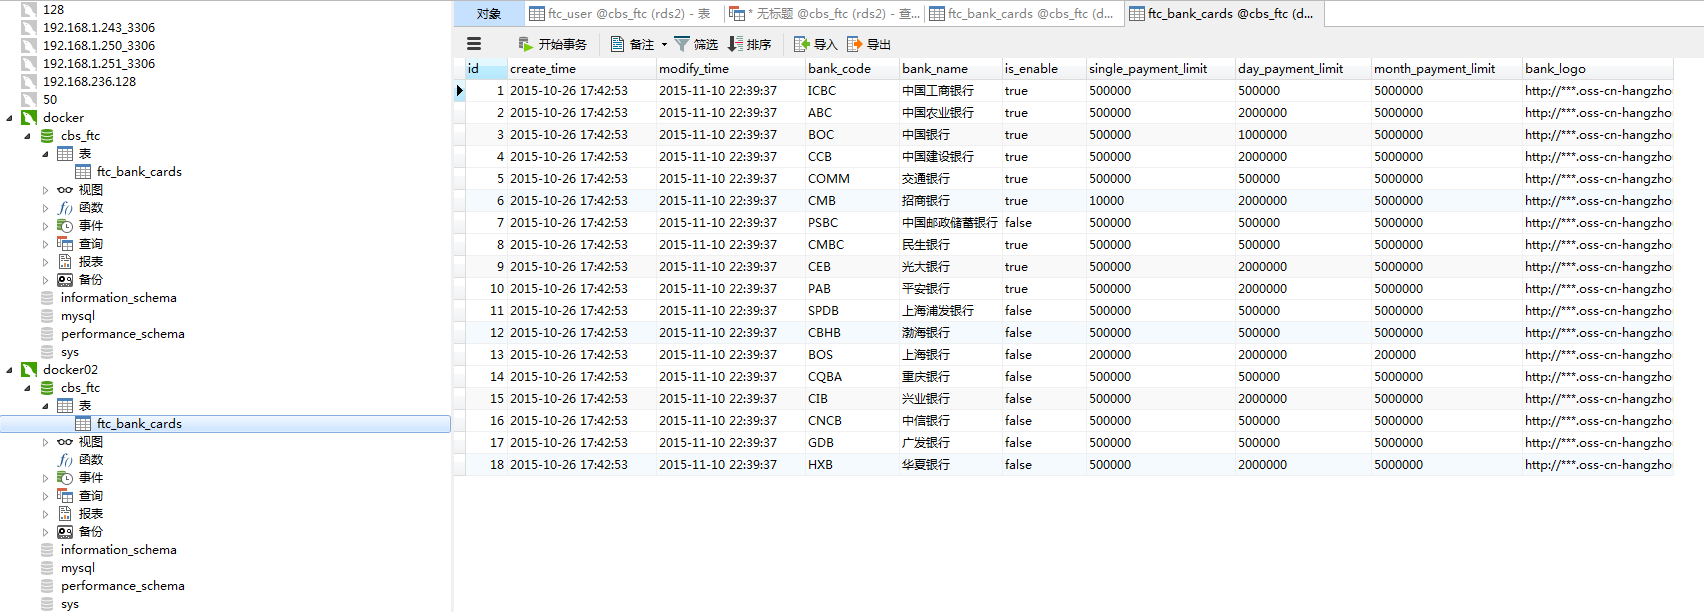 128
192.168.1.243_3306
192.168.1.250_3306
192.168.1.251_3306
192.168.236.128
50
docker
cbs_ftc
表
ftc_bank_cards
视图
函数
事件
查询
报表
备份
information_schema
mysql
performance_schema
sys
docker02
cbs_ftc
表
ftc_bank_cards
视图
函数
事件
查询
报表
备份
information_schema
mysql
performance_schema
sys
对象 ftc_user @cbs_ftc (rds2) - 表 * 无标题 @cbs_ftc (rds2) - 查... ftc_bank_cards @cbs_ftc (d... ftc_bank_cards @cbs_ftc (d...
开始事务 备注 筛选 排序 导入 导出
id create_time modify_time bank_code bank_name is_enable single_payment_limit day_payment_limit month_payment_limit bank_logo
1 2015-10-26 17:42:53 2015-11-10 22:39:37 ICBC 中国工商银行 true 500000 500000 5000000 http://***.oss-cn-hangzho
2 2015-10-26 17:42:53 2015-11-10 22:39:37 ABC 中国农业银行 true 500000 2000000 5000000 http://***.oss-cn-hangzho
3 2015-10-26 17:42:53 2015-11-10 22:39:37 BOC 中国银行 true 500000 1000000 5000000 http://***.oss-cn-hangzho
4 2015-10-26 17:42:53 2015-11-10 22:39:37 CCB 中国建设银行 true 500000 2000000 5000000 http://***.oss-cn-hangzho
5 2015-10-26 17:42:53 2015-11-10 22:39:37 COMM 交通银行 true 500000 500000 5000000 http://***.oss-cn-hangzho
6 2015-10-26 17:42:53 2015-11-10 22:39:37 CMB 招商银行 true 10000 2000000 5000000 http://***.oss-cn-hangzho
7 2015-10-26 17:42:53 2015-11-10 22:39:37 PSBC 中国邮政储蓄银行 false 500000 500000 5000000 http://***.oss-cn-hangzho
8 2015-10-26 17:42:53 2015-11-10 22:39:37 CMBC 民生银行 true 500000 500000 5000000 http://***.oss-cn-hangzho
9 2015-10-26 17:42:53 2015-11-10 22:39:37 CEB 光大银行 true 500000 2000000 5000000 http://***.oss-cn-hangzho
10 2015-10-26 17:42:53 2015-11-10 22:39:37 PAB 平安银行 true 500000 2000000 5000000 http://***.oss-cn-hangzho
11 2015-10-26 17:42:53 2015-11-10 22:39:37 SPDB 上海浦发银行 false 500000 500000 5000000 http://***.oss-cn-hangzho
12 2015-10-26 17:42:53 2015-11-10 22:39:37 CBHB 渤海银行 false 500000 500000 5000000 http://***.oss-cn-hangzho
13 2015-10-26 17:42:53 2015-11-10 22:39:37 BOS 上海银行 false 200000 2000000 200000 http://***.oss-cn-hangzho
14 2015-10-26 17:42:53 2015-11-10 22:39:37 CQBA 重庆银行 false 500000 500000 5000000 http://***.oss-cn-hangzho
15 2015-10-26 17:42:53 2015-11-10 22:39:37 CIB 兴业银行 false 500000 2000000 5000000 http://***.oss-cn-hangzho
16 2015-10-26 17:42:53 2015-11-10 22:39:37 CNCB 中信银行 false 500000 500000 5000000 http://***.oss-cn-hangzho
17 2015-10-26 17:42:53 2015-11-10 22:39:37 GDB 广发银行 false 500000 500000 5000000 http://***.oss-cn-hangzho
18 2015-10-26 17:42:53 2015-11-10 22:39:37 HXB 华夏银行 false 500000 2000000 5000000 http://***.oss-cn-hangzho